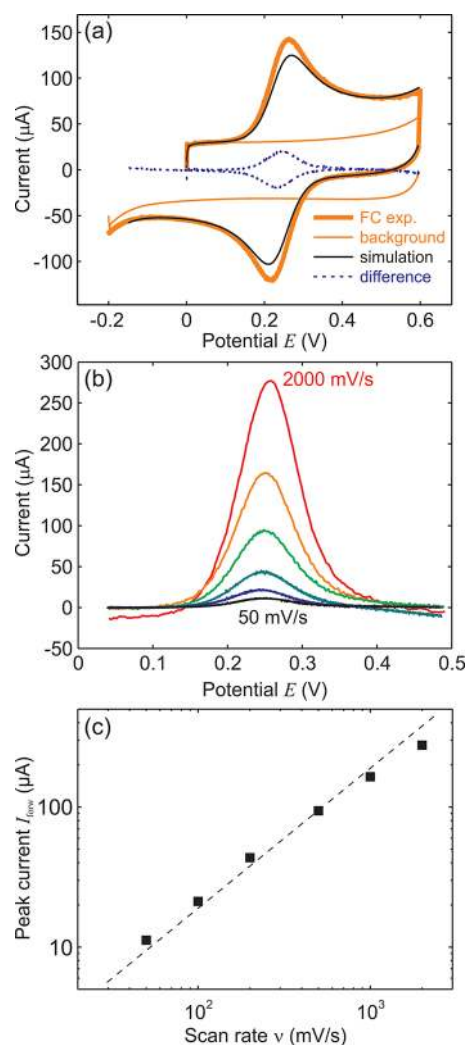 (a)
150
100
50
0
-50
-100
Current (µA)
FC exp.
background
simulation
difference
-0.2 0 0.2 0.4 0.6
Potential E (V)
(b)
300
250
200
150
100
50
0
-50
Current (µA)
2000 mV/s
50 mV/s
0 0.1 0.2 0.3 0.4 0.5
Potential E (V)
(c)
100
10
Peak current Iforw (µA)
10² 10³
Scan rate ν (mV/s)